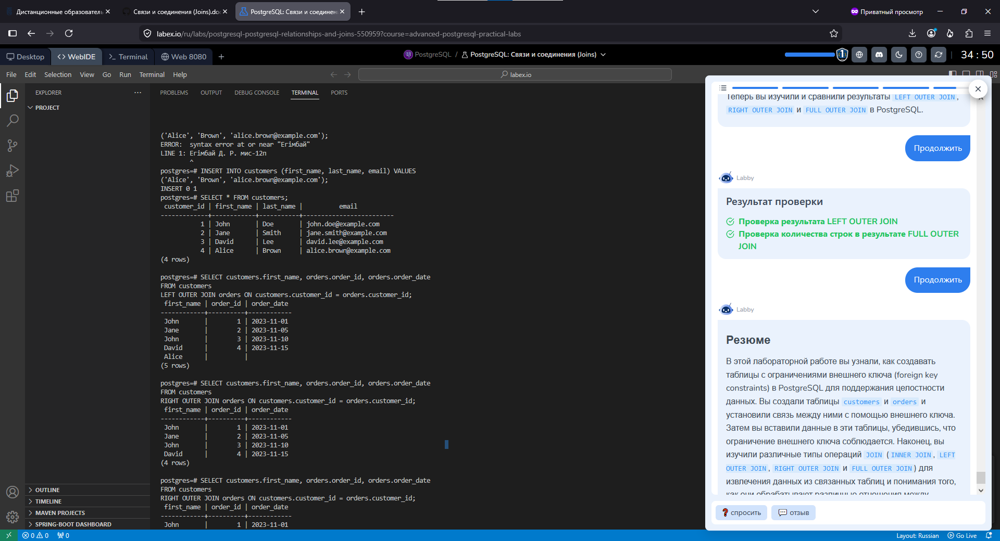 Дистанционные образователь
Связи и соединения (Joins).doc
PostgreSQL: Связи и соединен
Приватный просмотр
labex.io/ru/labs/postgresql-postgresql-relationships-and-joins-550959?course=advanced-postgresql-practical-labs
Desktop
WebIDE
Terminal
Web 8080
PostgreSQL / PostgreSQL: Связи и соединения (Joins)
1
34 : 50
File Edit Selection View Go Run Terminal Help
labex.io
EXPLORER
PROJECT
PROBLEMS OUTPUT DEBUG CONSOLE TERMINAL PORTS
('Alice', 'Brown', 'alice.brown@example.com');
ERROR:  syntax error at or near "Егімбай"
LINE 1: Егімбай Д. Р. мис-12п
^
postgres=# INSERT INTO customers (first_name, last_name, email) VALUES
('Alice', 'Brown', 'alice.brown@example.com');
INSERT 0 1
postgres=# SELECT * FROM customers;
customer_id | first_name | last_name |          email
-------------+------------+-----------+-------------------------
1 | John       | Doe       | john.doe@example.com
2 | Jane       | Smith     | jane.smith@example.com
3 | David      | Lee       | david.lee@example.com
4 | Alice      | Brown     | alice.brown@example.com
(4 rows)
postgres=# SELECT customers.first_name, orders.order_id, orders.order_date
FROM customers
LEFT OUTER JOIN orders ON customers.customer_id = orders.customer_id;
first_name | order_id | order_date
------------+----------+------------
John       |        1 | 2023-11-01
Jane       |        2 | 2023-11-05
John       |        3 | 2023-11-10
David      |        4 | 2023-11-15
Alice      |          |
(5 rows)
postgres=# SELECT customers.first_name, orders.order_id, orders.order_date
FROM customers
RIGHT OUTER JOIN orders ON customers.customer_id = orders.customer_id;
first_name | order_id | order_date
------------+----------+------------
John       |        1 | 2023-11-01
Jane       |        2 | 2023-11-05
John       |        3 | 2023-11-10
David      |        4 | 2023-11-15
(4 rows)
postgres=# SELECT customers.first_name, orders.order_id, orders.order_date
FROM customers
RIGHT OUTER JOIN orders ON customers.customer_id = orders.customer_id;
first_name | order_id | order_date
------------+----------+------------
John       |        1 | 2023-11-01
OUTLINE
TIMELINE
MAVEN PROJECTS
SPRING-BOOT DASHBOARD
Теперь вы изучили и сравнили результаты LEFT OUTER JOIN,
RIGHT OUTER JOIN и FULL OUTER JOIN в PostgreSQL.
Продолжить
Labby
Результат проверки
Проверка результата LEFT OUTER JOIN
Проверка количества строк в результате FULL OUTER
JOIN
Продолжить
Labby
Резюме
В этой лабораторной работе вы узнали, как создавать
таблицы с ограничениями внешнего ключа (foreign key
constraints) в PostgreSQL для поддержания целостности
данных. Вы создали таблицы customers и orders и
установили связь между ними с помощью внешнего ключа.
Затем вы вставили данные в эти таблицы, убедившись, что
ограничение внешнего ключа соблюдается. Наконец, вы
изучили различные типы операций JOIN (INNER JOIN, LEFT
OUTER JOIN, RIGHT OUTER JOIN и FULL OUTER JOIN) для
извлечения данных из связанных таблиц и понимания того,
как они обрабатывают различные отношения между
спросить
отзыв
0 0 0
Layout: Russian
Go Live